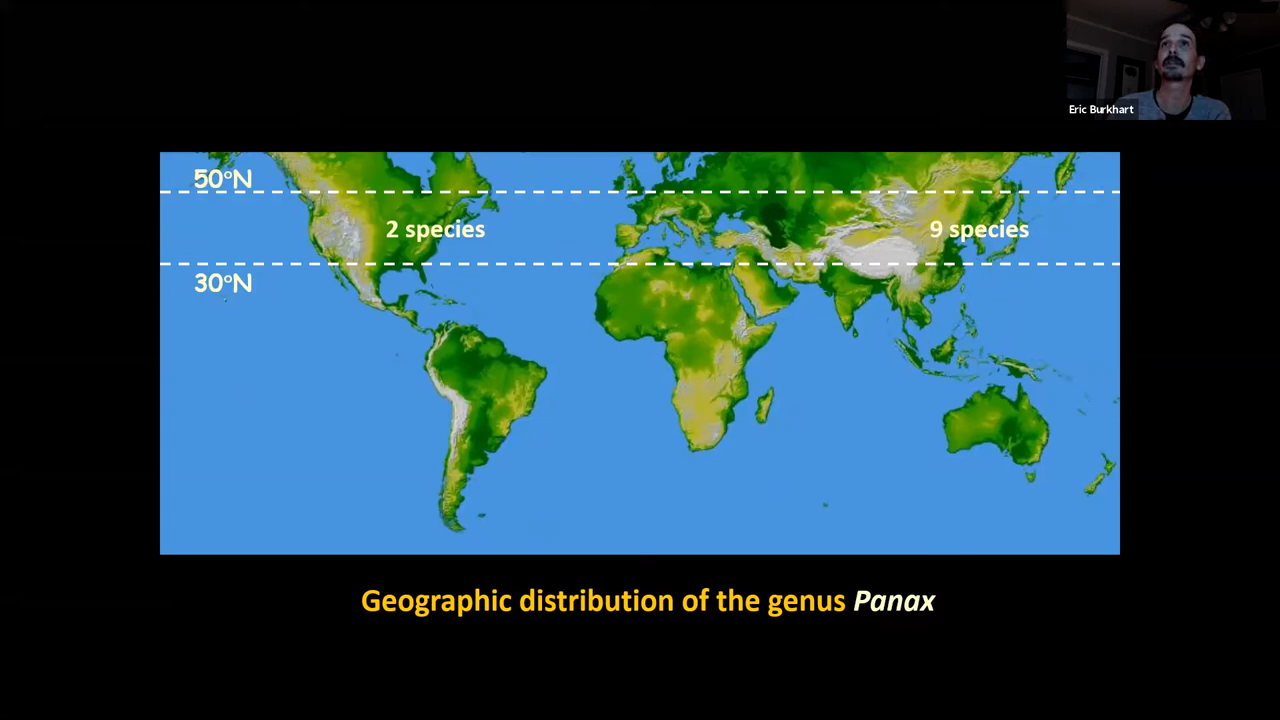 Eric Burkhart
50°N
2 species
9 species
30°N
Geographic distribution of the genus Panax